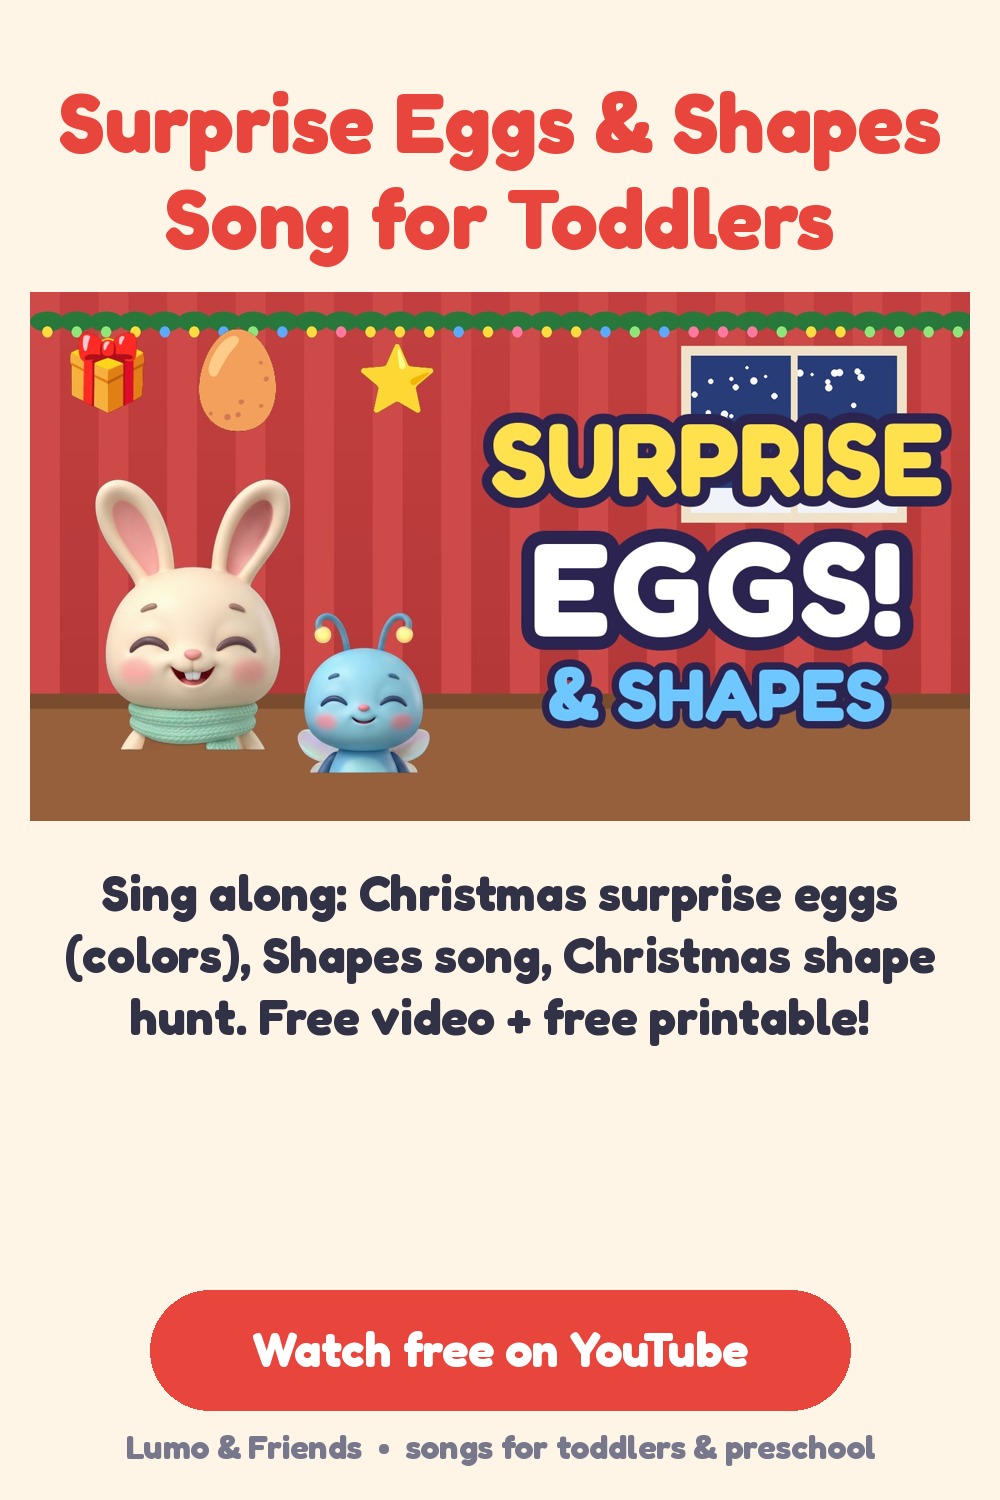 Surprise Eggs & Shapes
Song for Toddlers
SURPRISE
EGGS!
& SHAPES
Sing along: Christmas surprise eggs
(colors), Shapes song, Christmas shape
hunt. Free video + free printable!
Watch free on YouTube
Lumo & Friends • songs for toddlers & preschool